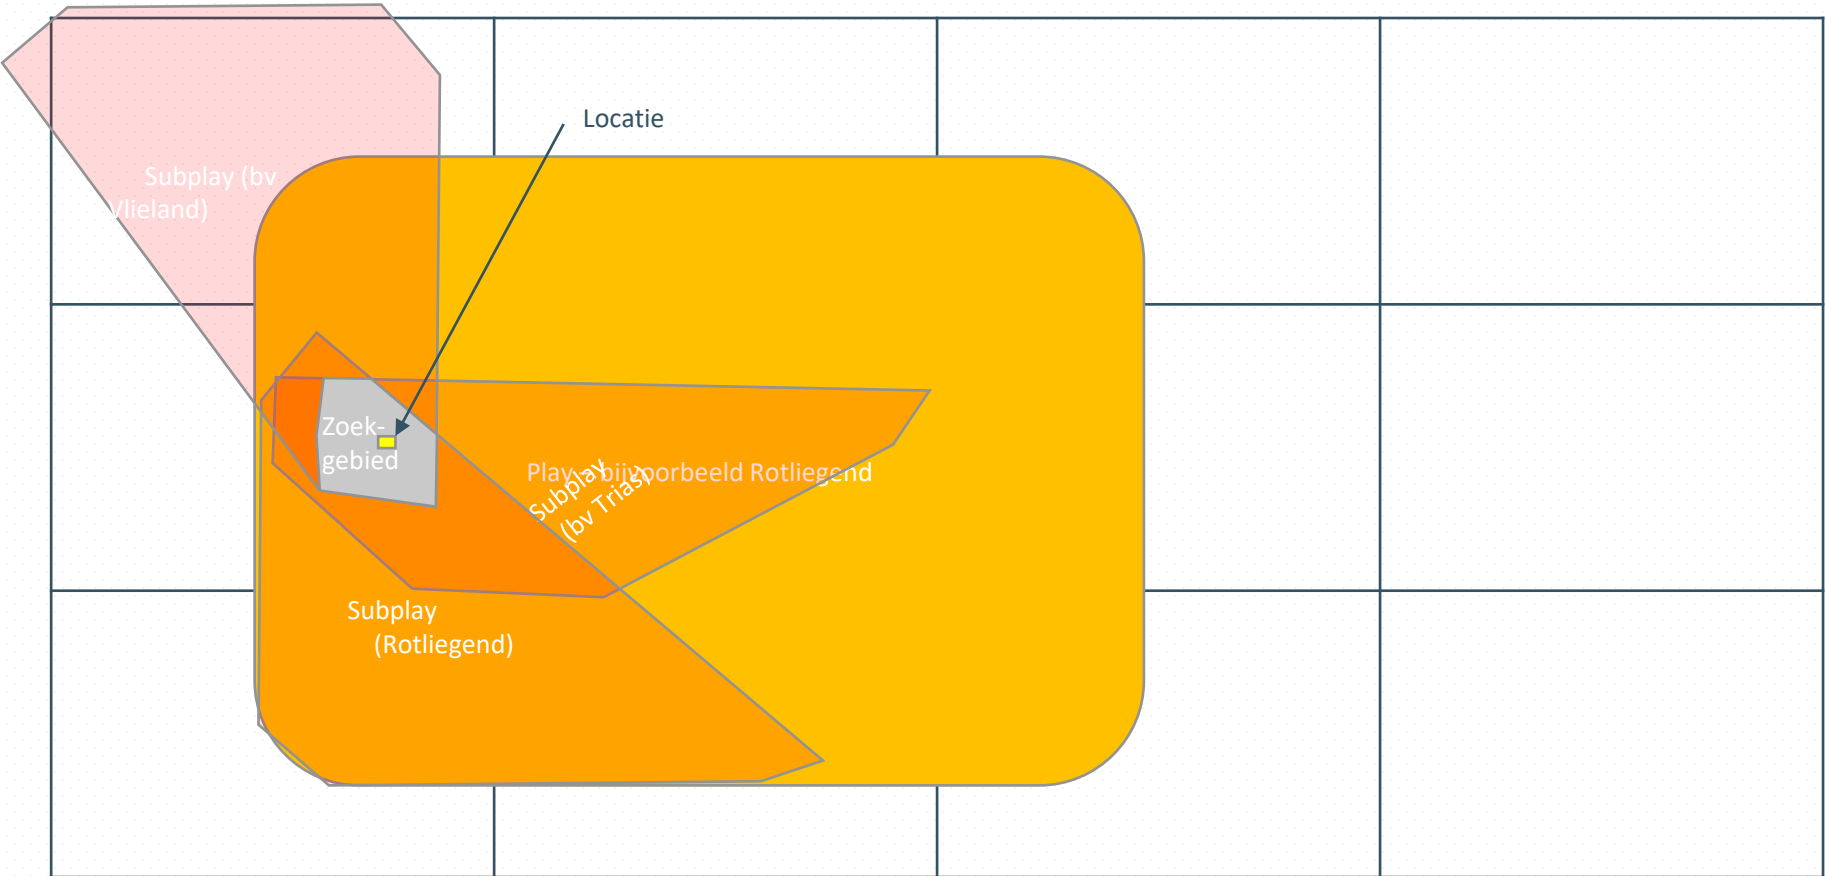 Locatie
Subplay (bv
Vlieland)
Zoek-
gebied
Play - bijvoorbeeld Rotliegend
Subplay
(bv Trias)
Subplay
(Rotliegend)